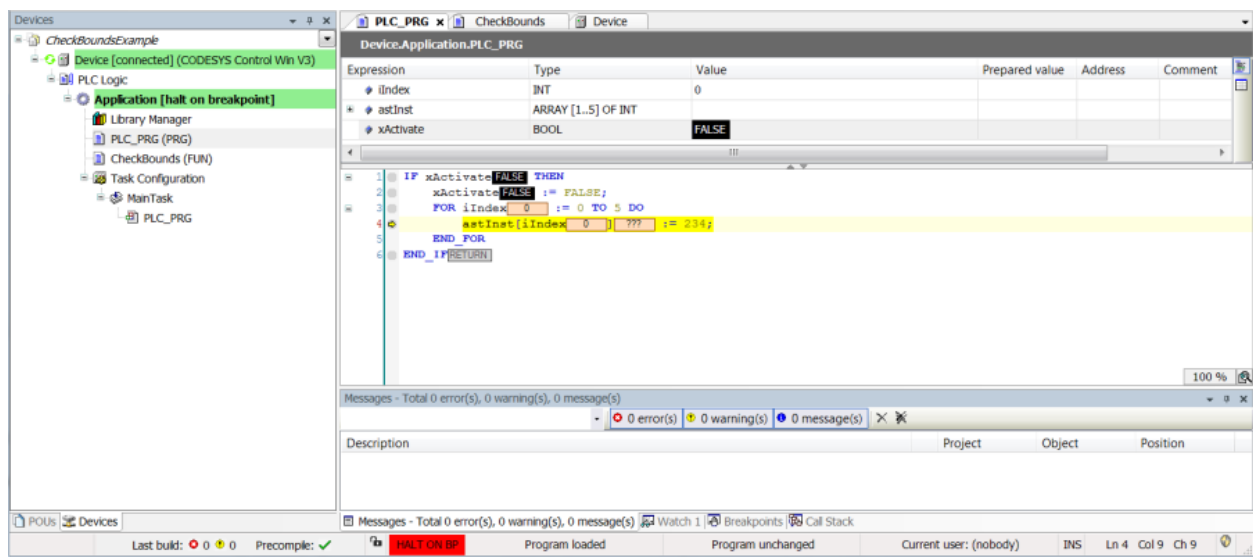 Devices
CheckBoundsExample
Device [connected] (CODESYS Control Win V3)
PLC Logic
Application [halt on breakpoint]
Library Manager
PLC_PRG (PRG)
CheckBounds (FUN)
Task Configuration
MainTask
PLC_PRG
POUs Devices
PLC_PRG CheckBounds Device
Device.Application.PLC_PRG
Expression Type Value Prepared value Address Comment
iIndex INT 0
astInst ARRAY [1..5] OF INT
xActivate BOOL FALSE
1 IF xActivate FALSE THEN
2 xActivate FALSE := FALSE;
3 FOR iIndex 0 := 0 TO 5 DO
4 astInst[iIndex 0 ] ??? := 234;
5 END_FOR
6 END_IF RETURN
100 %
Messages - Total 0 error(s), 0 warning(s), 0 message(s)
0 error(s) 0 warning(s) 0 message(s)
Description Project Object Position
Messages - Total 0 error(s), 0 warning(s), 0 message(s) Watch 1 Breakpoints Call Stack
Last build: 0 0 Precompile: HALT ON BP Program loaded Program unchanged Current user: (nobody) INS Ln 4 Col 9 Ch 9